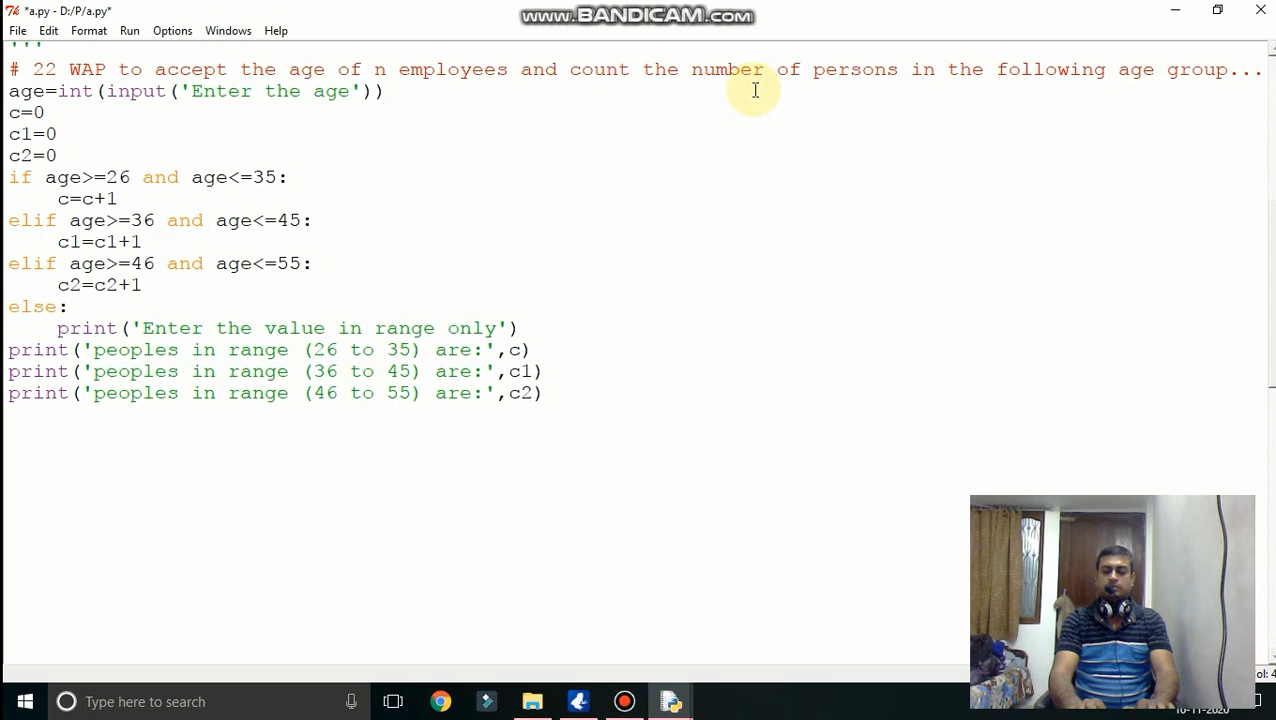 *a.py - D:/P/a.py*
www.BANDICAM.com
File Edit Format Run Options Windows Help
'''
# 22 WAP to accept the age of n employees and count the number of persons in the following age group...
age=int(input('Enter the age'))
c=0
c1=0
c2=0
if age>=26 and age<=35:
    c=c+1
elif age>=36 and age<=45:
    c1=c1+1
elif age>=46 and age<=55:
    c2=c2+1
else:
    print('Enter the value in range only')
print('peoples in range (26 to 35) are:',c)
print('peoples in range (36 to 45) are:',c1)
print('peoples in range (46 to 55) are:',c2)
ol: 4
Type here to search
10-11-2020